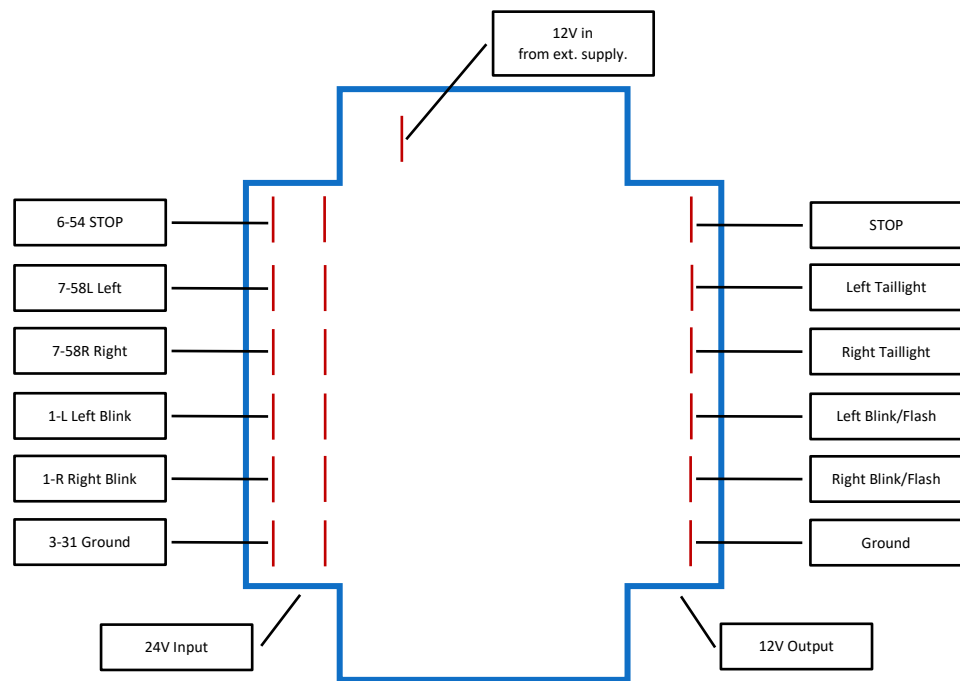 12V in
from ext. supply.
6-54 STOP
STOP
7-58L Left
Left Taillight
7-58R Right
Right Taillight
1-L Left Blink
Left Blink/Flash
1-R Right Blink
Right Blink/Flash
3-31 Ground
Ground
24V Input
12V Output